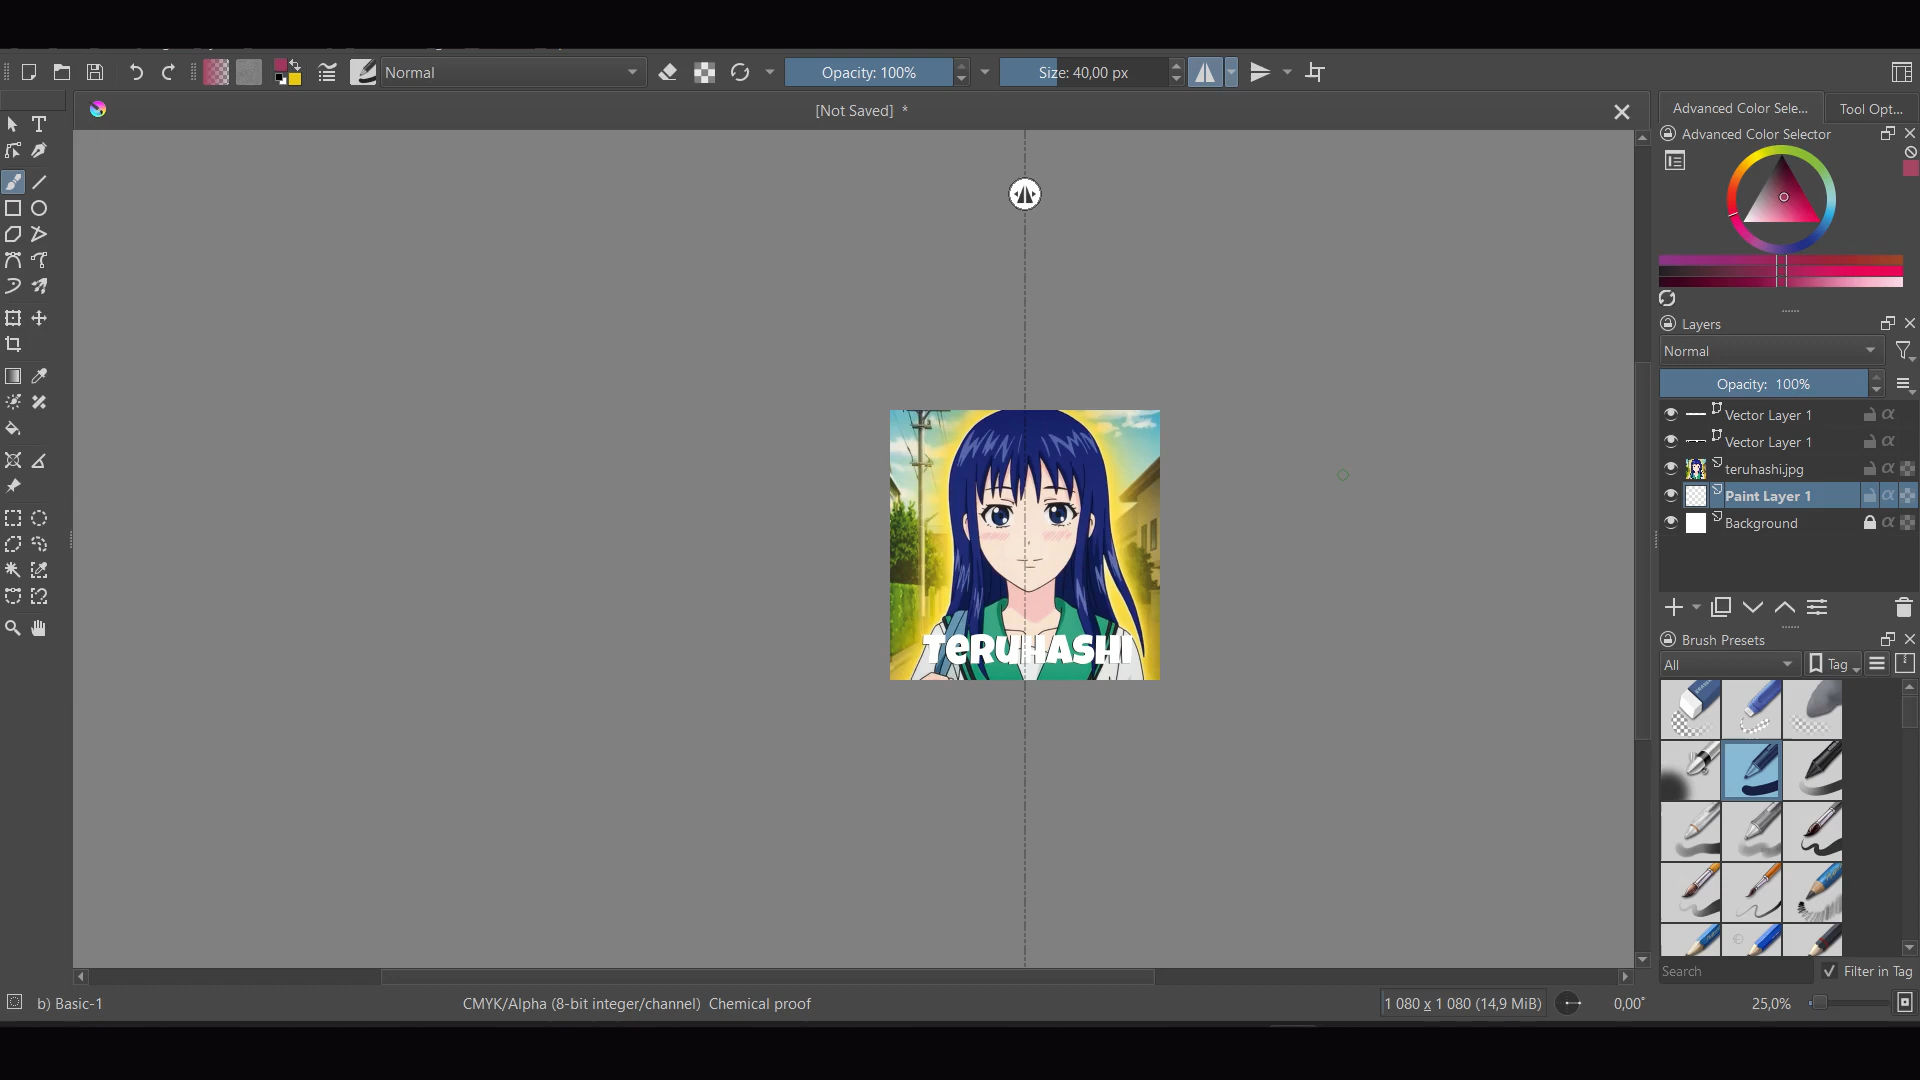 Normal
Opacity: 100%
Size: 40,00 px
[Not Saved] *
Advanced Color Sele...
Tool Opt...
Advanced Color Selector
Layers
Normal
Opacity: 100%
Vector Layer 1
Vector Layer 1
teruhashi.jpg
Paint Layer 1
Background
TeRuHASHI
Brush Presets
All
Tag
Search
Filter in Tag
b) Basic-1
CMYK/Alpha (8-bit integer/channel) Chemical proof
1 080 x 1 080 (14,9 MiB)
0,00°
25,0%